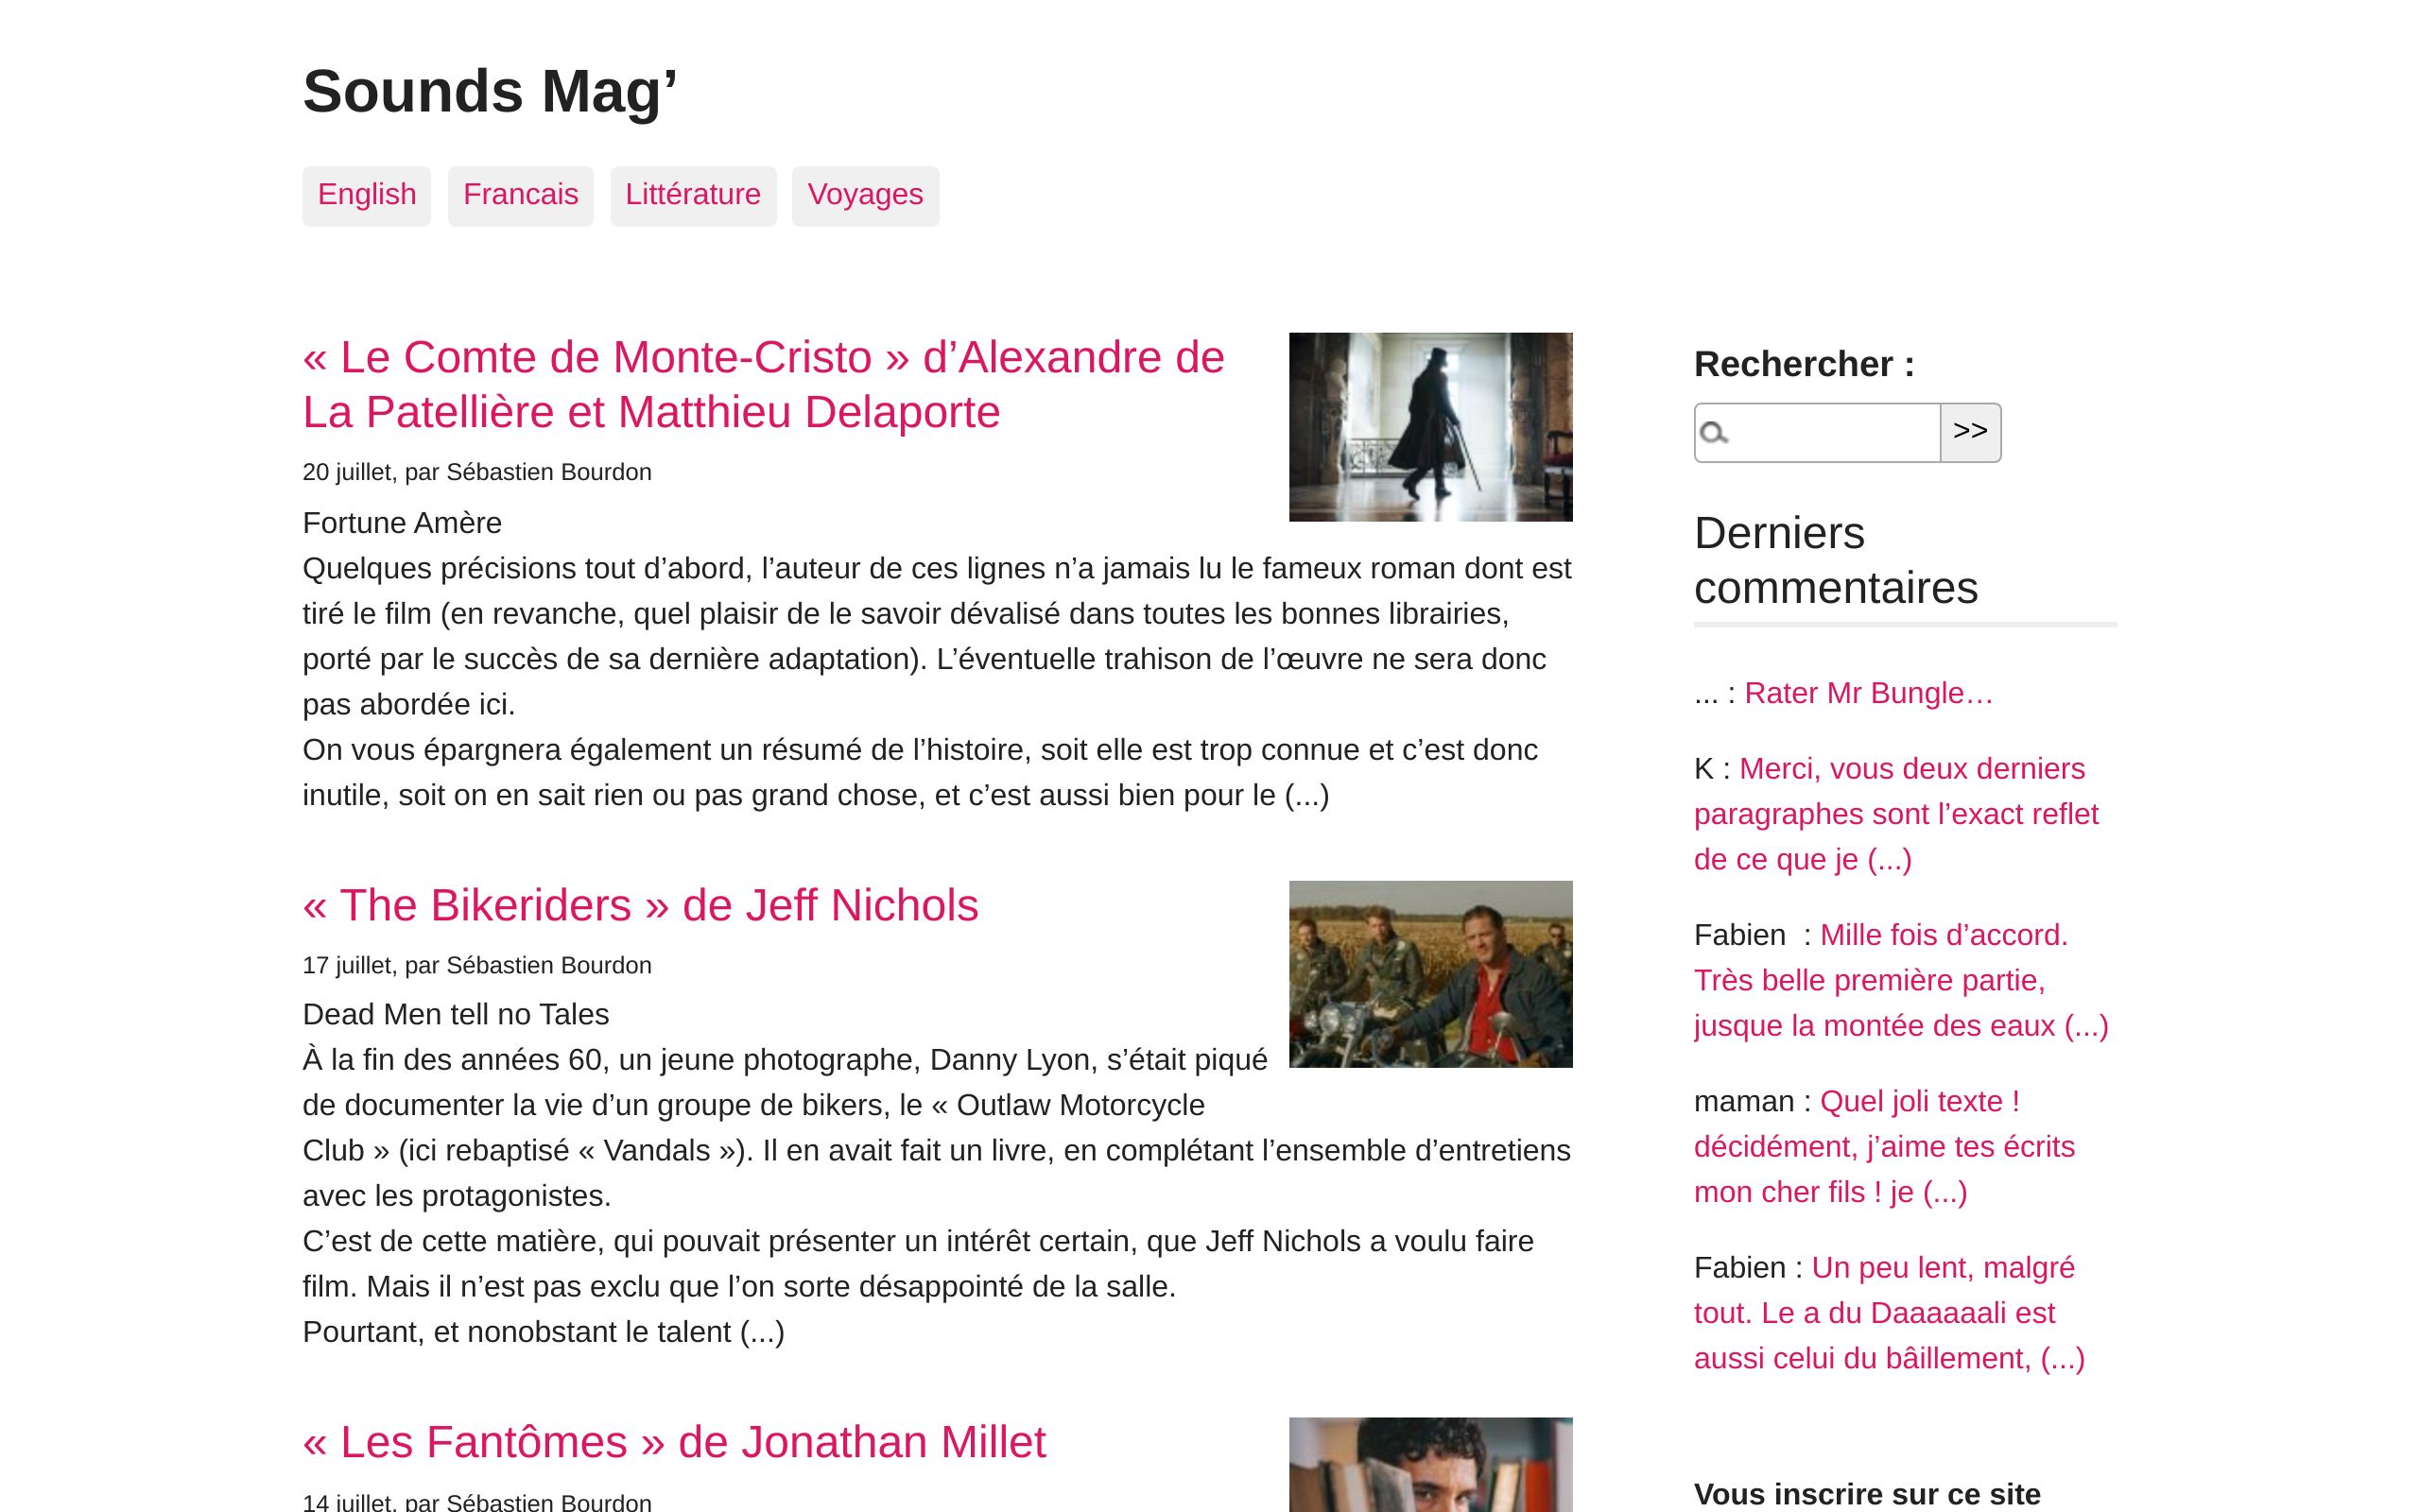 Sounds Mag’
English Francais Littérature Voyages
« Le Comte de Monte-Cristo » d’Alexandre de
La Patellière et Matthieu Delaporte
20 juillet, par Sébastien Bourdon
Fortune Amère
Quelques précisions tout d’abord, l’auteur de ces lignes n’a jamais lu le fameux roman dont est
tiré le film (en revanche, quel plaisir de le savoir dévalisé dans toutes les bonnes librairies,
porté par le succès de sa dernière adaptation). L’éventuelle trahison de l’œuvre ne sera donc
pas abordée ici.
On vous épargnera également un résumé de l’histoire, soit elle est trop connue et c’est donc
inutile, soit on en sait rien ou pas grand chose, et c’est aussi bien pour le (...)
« The Bikeriders » de Jeff Nichols
17 juillet, par Sébastien Bourdon
Dead Men tell no Tales
À la fin des années 60, un jeune photographe, Danny Lyon, s’était piqué
de documenter la vie d’un groupe de bikers, le « Outlaw Motorcycle
Club » (ici rebaptisé « Vandals »). Il en avait fait un livre, en complétant l’ensemble d’entretiens
avec les protagonistes.
C’est de cette matière, qui pouvait présenter un intérêt certain, que Jeff Nichols a voulu faire
film. Mais il n’est pas exclu que l’on sorte désappointé de la salle.
Pourtant, et nonobstant le talent (...)
« Les Fantômes » de Jonathan Millet
14 juillet, par Sébastien Bourdon
Rechercher :
>>
Derniers
commentaires
... : Rater Mr Bungle…
K : Merci, vous deux derniers
paragraphes sont l’exact reflet
de ce que je (...)
Fabien  : Mille fois d’accord.
Très belle première partie,
jusque la montée des eaux (...)
maman : Quel joli texte !
décidément, j’aime tes écrits
mon cher fils ! je (...)
Fabien : Un peu lent, malgré
tout. Le a du Daaaaaali est
aussi celui du bâillement, (...)
Vous inscrire sur ce site